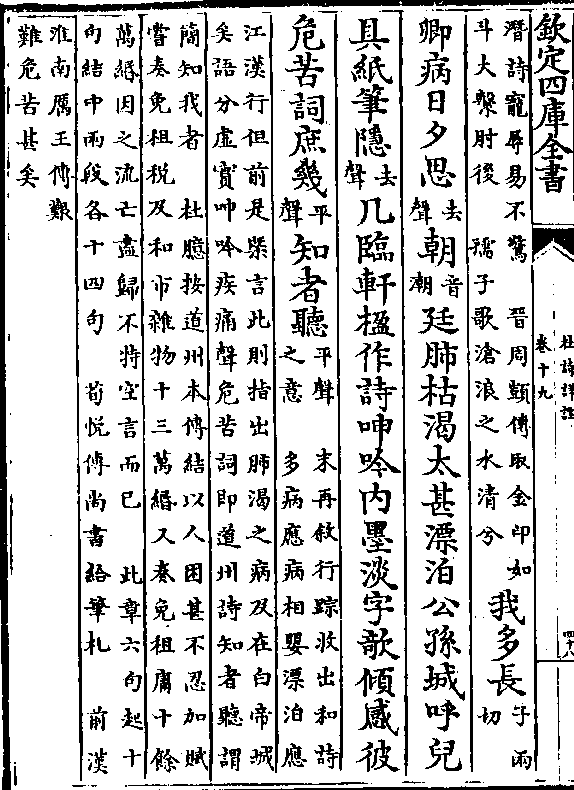 欽定四庫全書
杜詩詳註
卷十九
四十八
潛詩寵辱易不驚 晉周顗傳取金印如
斗大繫肘後 孺子歌滄浪之水清兮
我多長子兩切
卿病日夕思去聲朝音潮廷肺枯渴太甚漂泊公孫城呼兒
具紙筆隱去聲几臨軒楹作詩呻吟内墨淡字欹傾感彼
危苦詞庶幾平聲知者聽
平聲 末再敘行踪收出和詩
之意 多病應病相嬰漂泊應
江漢行但前是槩言此則指出肺渴之病及在白帝城
矣語分虛實呻吟疾痛聲危苦詞即道州詩知者聽謂
簡知我者 杜臆按道州本傳結以人困甚不忍加賦
嘗奏免租稅及和市雜物十三萬緡又奏免租庸十餘
萬緡因之流亡盡歸不特空言而已 此章六句起十
句結中兩段各十四句 荀悅傳尚書給筆札 前漢
淮南厲王傳艱
難危苦甚矣